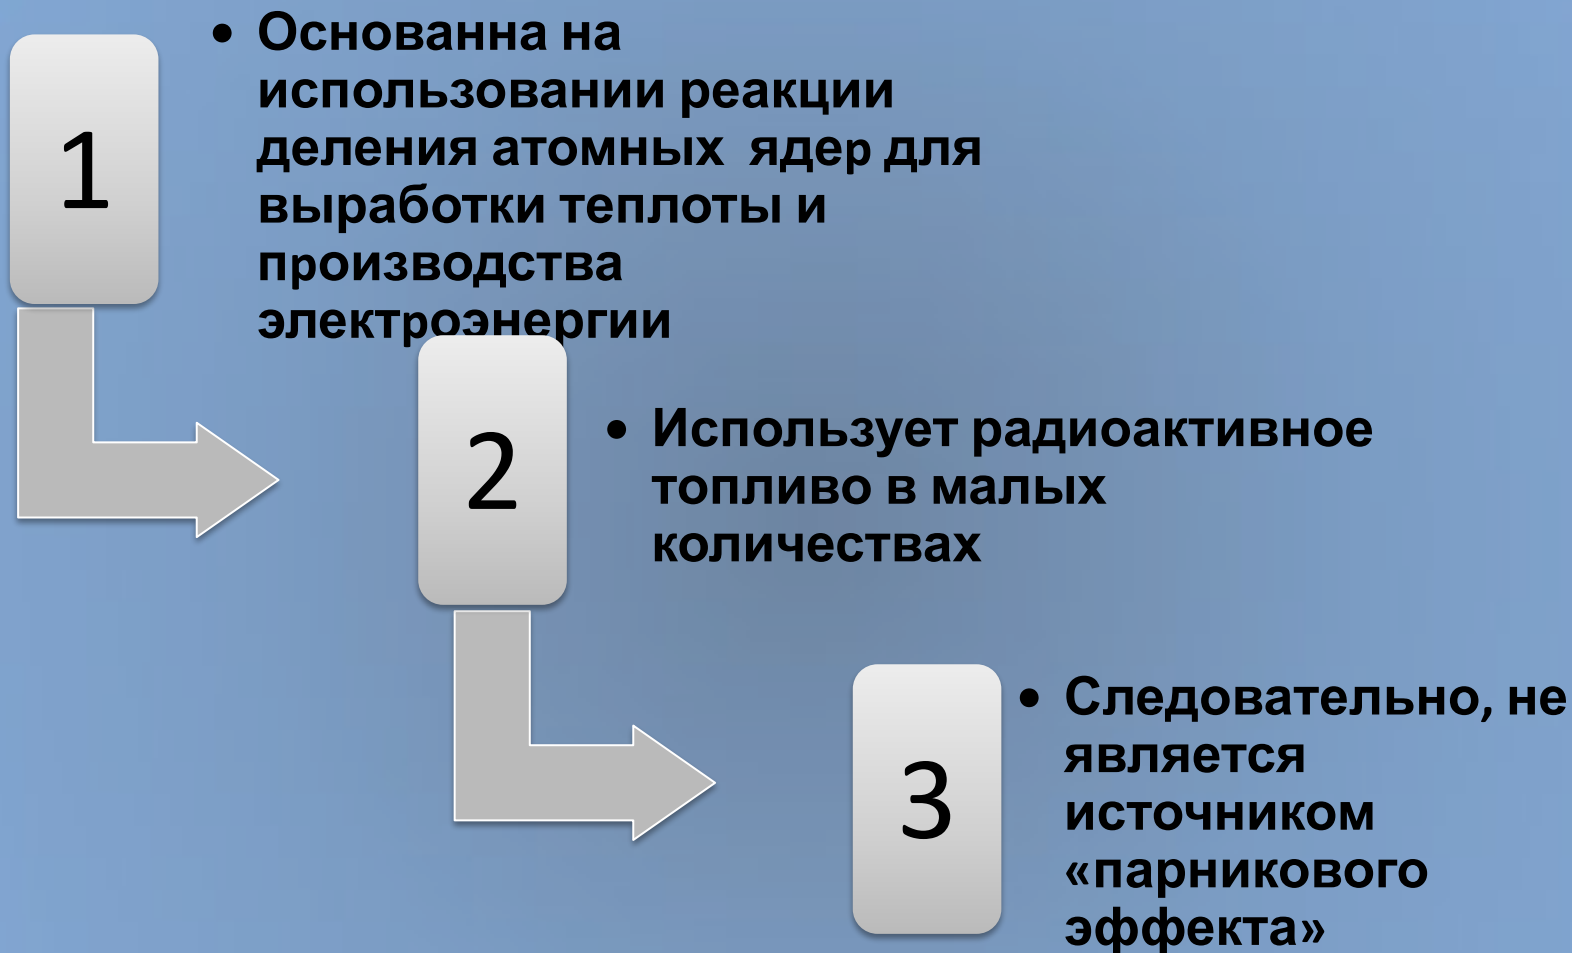 1
• Основанна на
использовании реакции
деления атомных ядер для
выработки теплоты и
производства
электроэнергии
2
• Использует радиоактивное
топливо в малых
количествах
3
• Следовательно, не
является
источником
«парникового
эффекта»